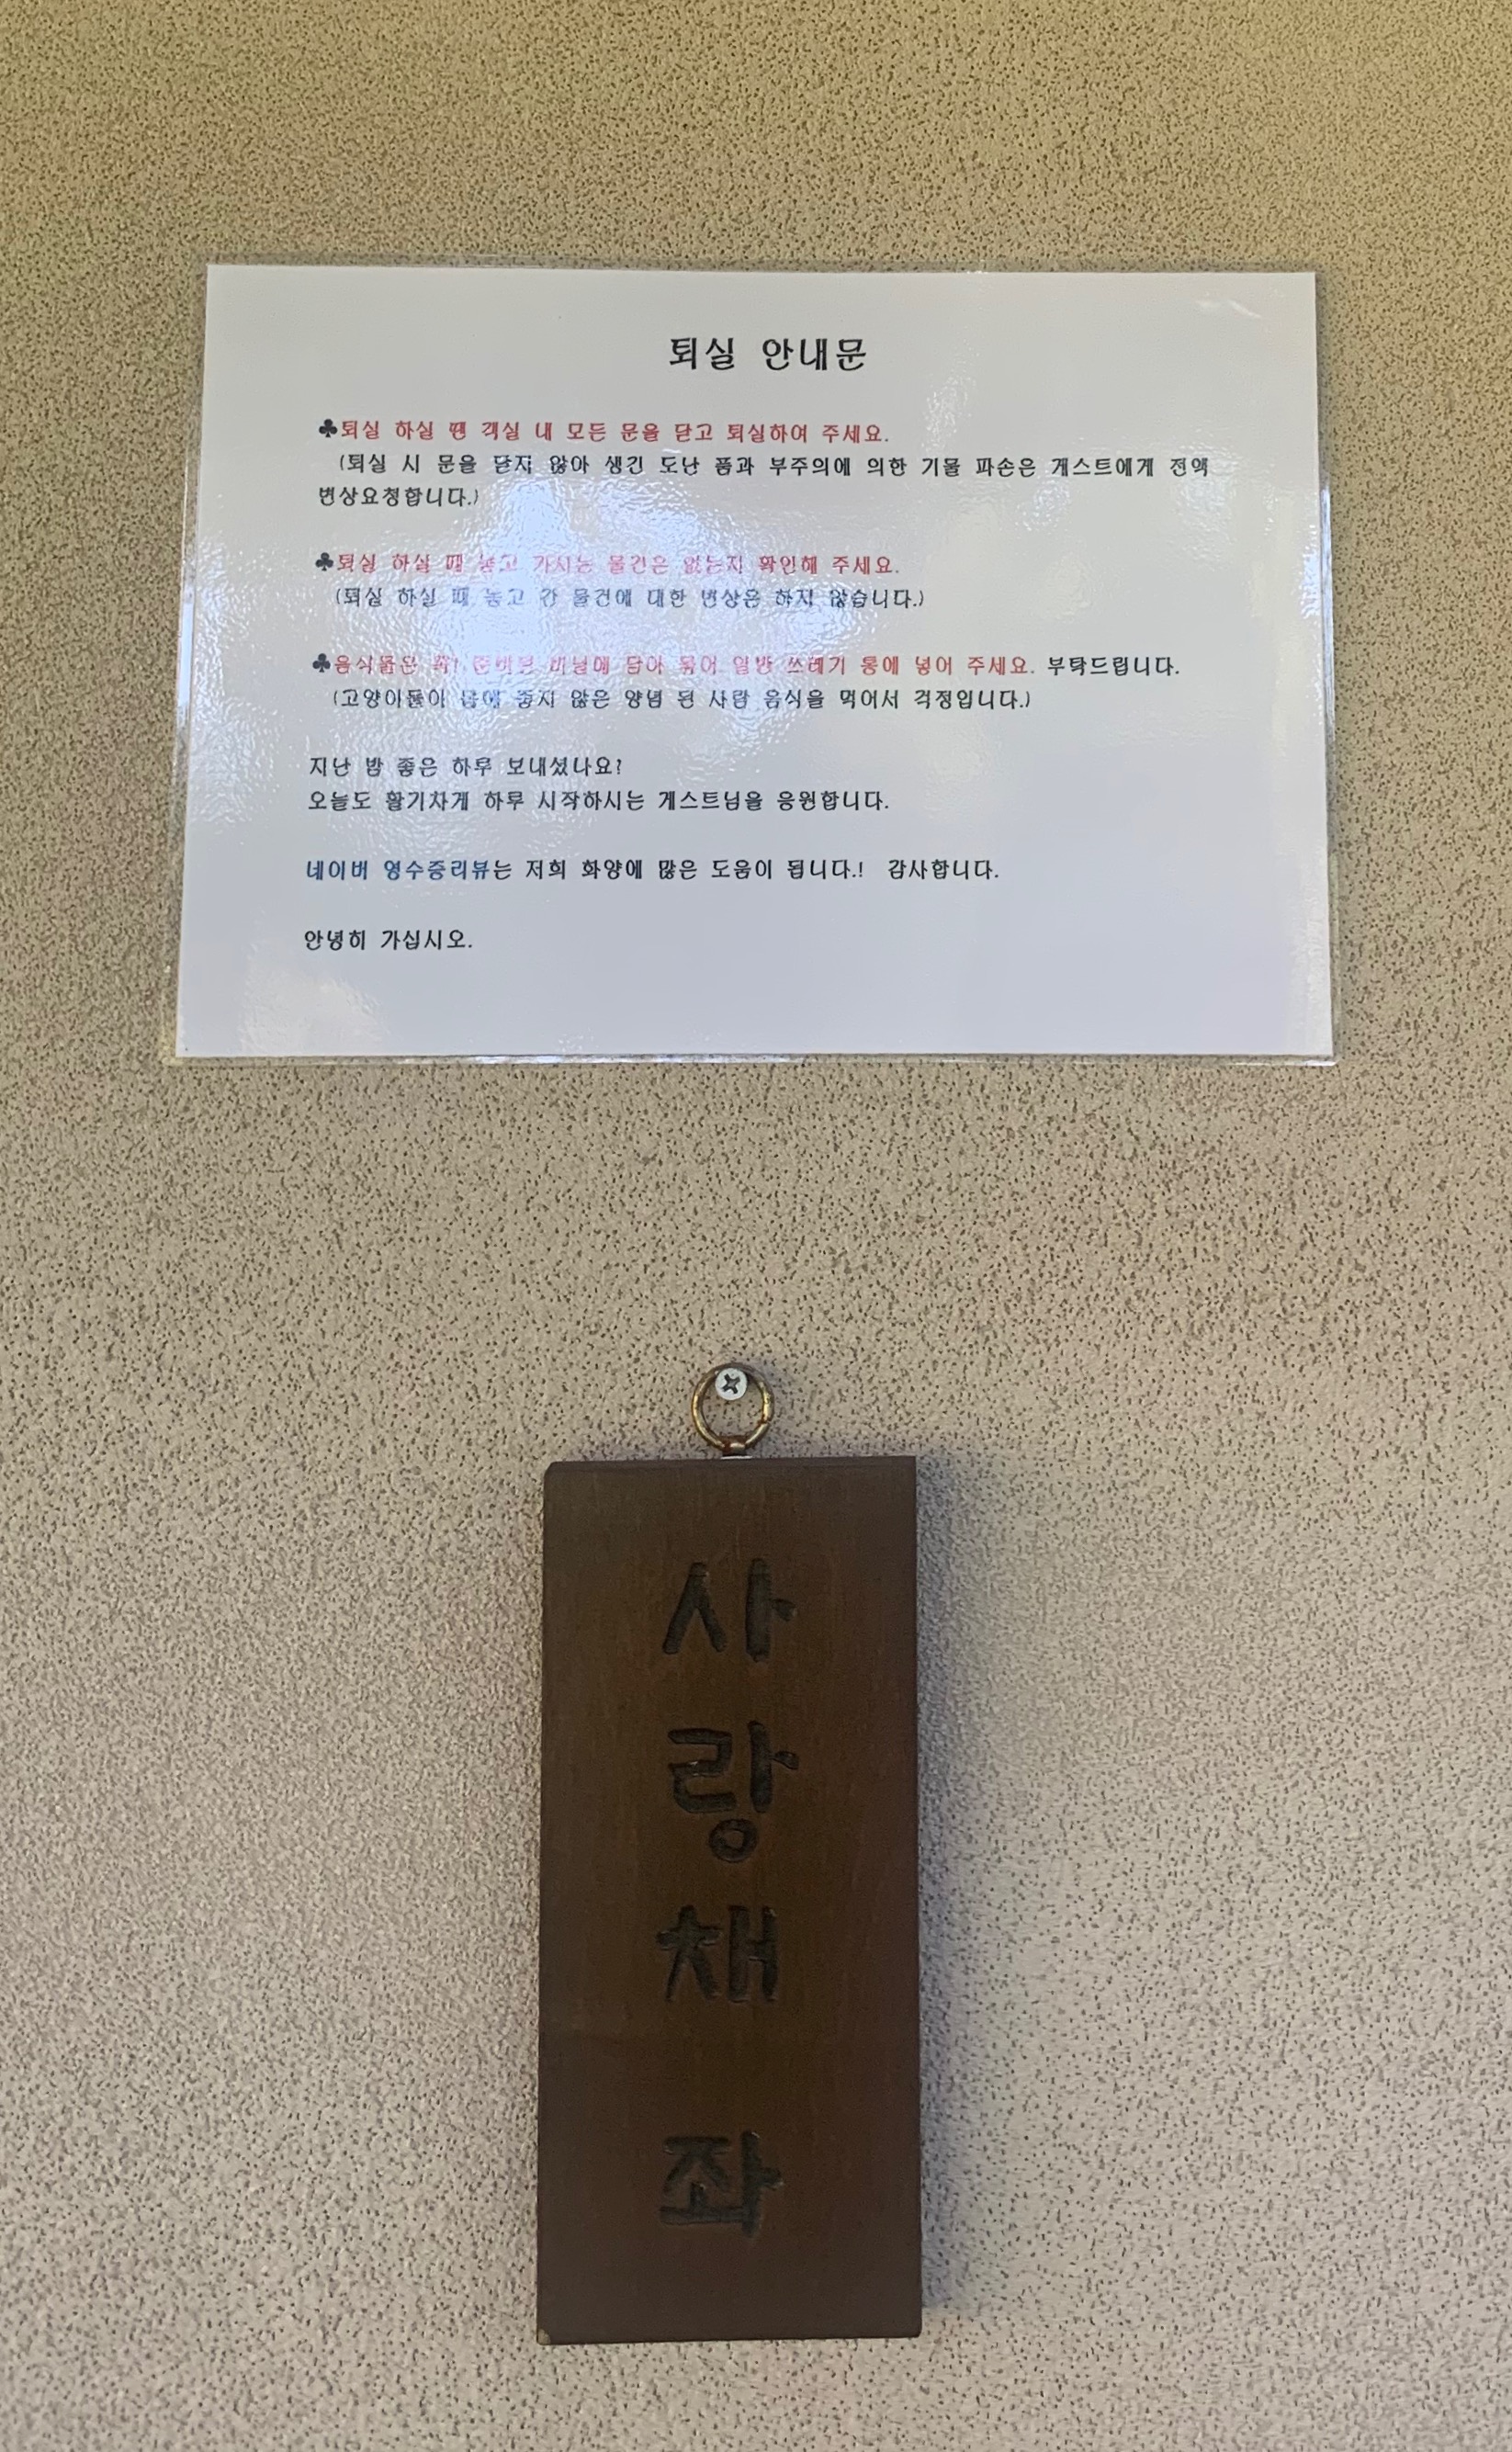 퇴실 안내문
♣퇴실 하실 땐 객실 내 모든 문을 닫고 퇴실하여 주세요.
(퇴실 시 문을 닫지 않아 생긴 도난 품과 부주의에 의한 기물 파손은 게스트에게 전액
변상요청합니다.)
♣퇴실 하실 때 놓고 가시는 물건은 없는지 확인해 주세요.
(퇴실 하실 때 놓고 간 물건에 대한 변상은 하지 않습니다.)
♣음식물은 꼭! 준비된 비닐에 담아 묶어 일반 쓰레기 통에 넣어 주세요. 부탁드립니다.
(고양이들이 몸에 좋지 않은 양념 된 사람 음식을 먹어서 걱정입니다.)
지난 밤 좋은 하루 보내셨나요?
오늘도 활기차게 하루 시작하시는 게스트님을 응원합니다.
네이버 영수증리뷰는 저희 화양에 많은 도움이 됩니다.! 감사합니다.
안녕히 가십시오.
사
랑
채
좌